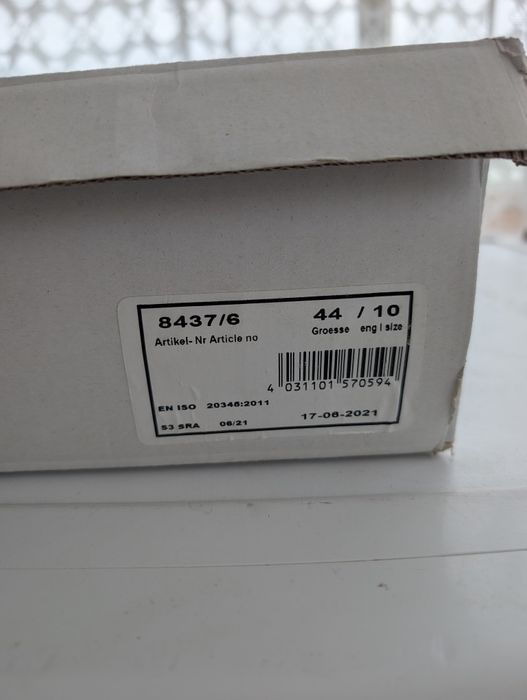 8437/6
Artikel- Nr Article no
44 / 10
Groesse eng l size
4 031101 570594
EN ISO 20345:2011
S3 SRA 06/21
17-06-2021